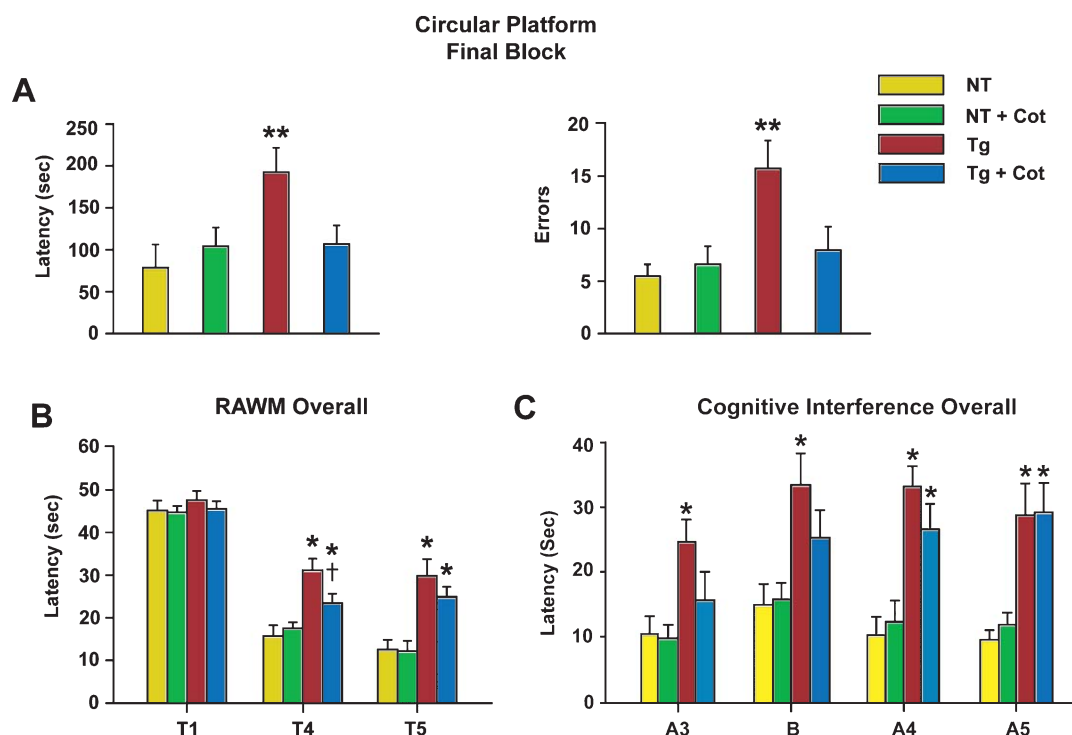 Circular Platform
Final Block
A
NT
NT + Cot
Tg
Tg + Cot
Latency (sec)
250
200
150
100
50
0
**
Errors
20
15
10
5
0
**
B
RAWM Overall
Latency (sec)
60
50
40
30
20
10
0
* *
†
* *
T1 T4 T5
C
Cognitive Interference Overall
Latency (Sec)
40
30
20
10
0
*
*
* *
* *
A3 B A4 A5